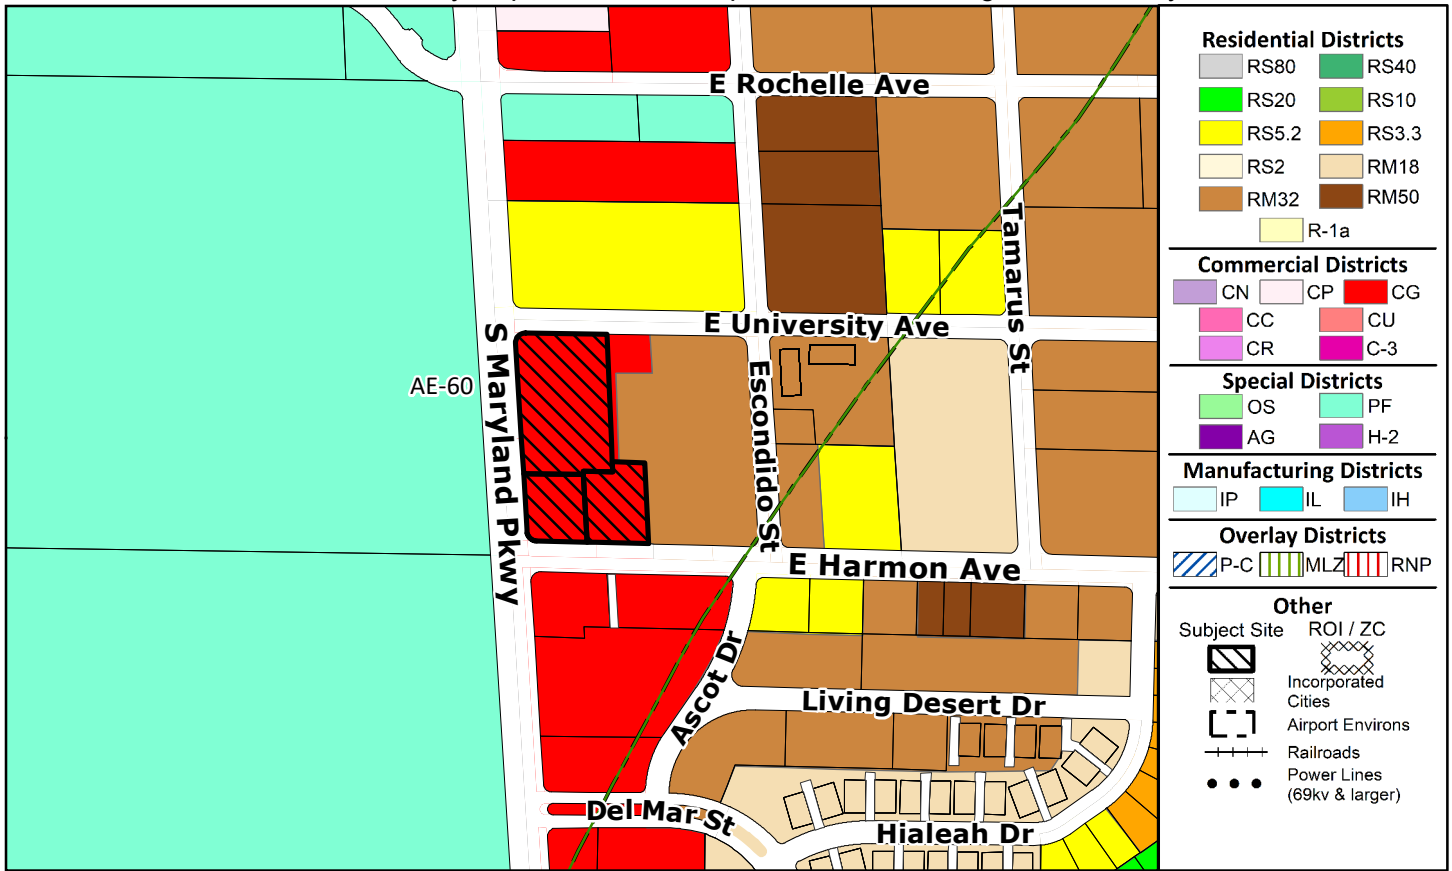 E Rochelle Ave
Tamarus St
E University Ave
S Maryland Pkwy
AE-60
Escondido St
E Harmon Ave
Ascot Dr
Living Desert Dr
Del Mar St
Hialeah Dr
Residential Districts
RS80 RS40
RS20 RS10
RS5.2 RS3.3
RS2 RM18
RM32 RM50
R-1a
Commercial Districts
CN CP CG
CC CU
CR C-3
Special Districts
OS PF
AG H-2
Manufacturing Districts
IP IL IH
Overlay Districts
P-C MLZ RNP
Other
Subject Site ROI / ZC
Incorporated
Cities
Airport Environs
Railroads
Power Lines
(69kv & larger)